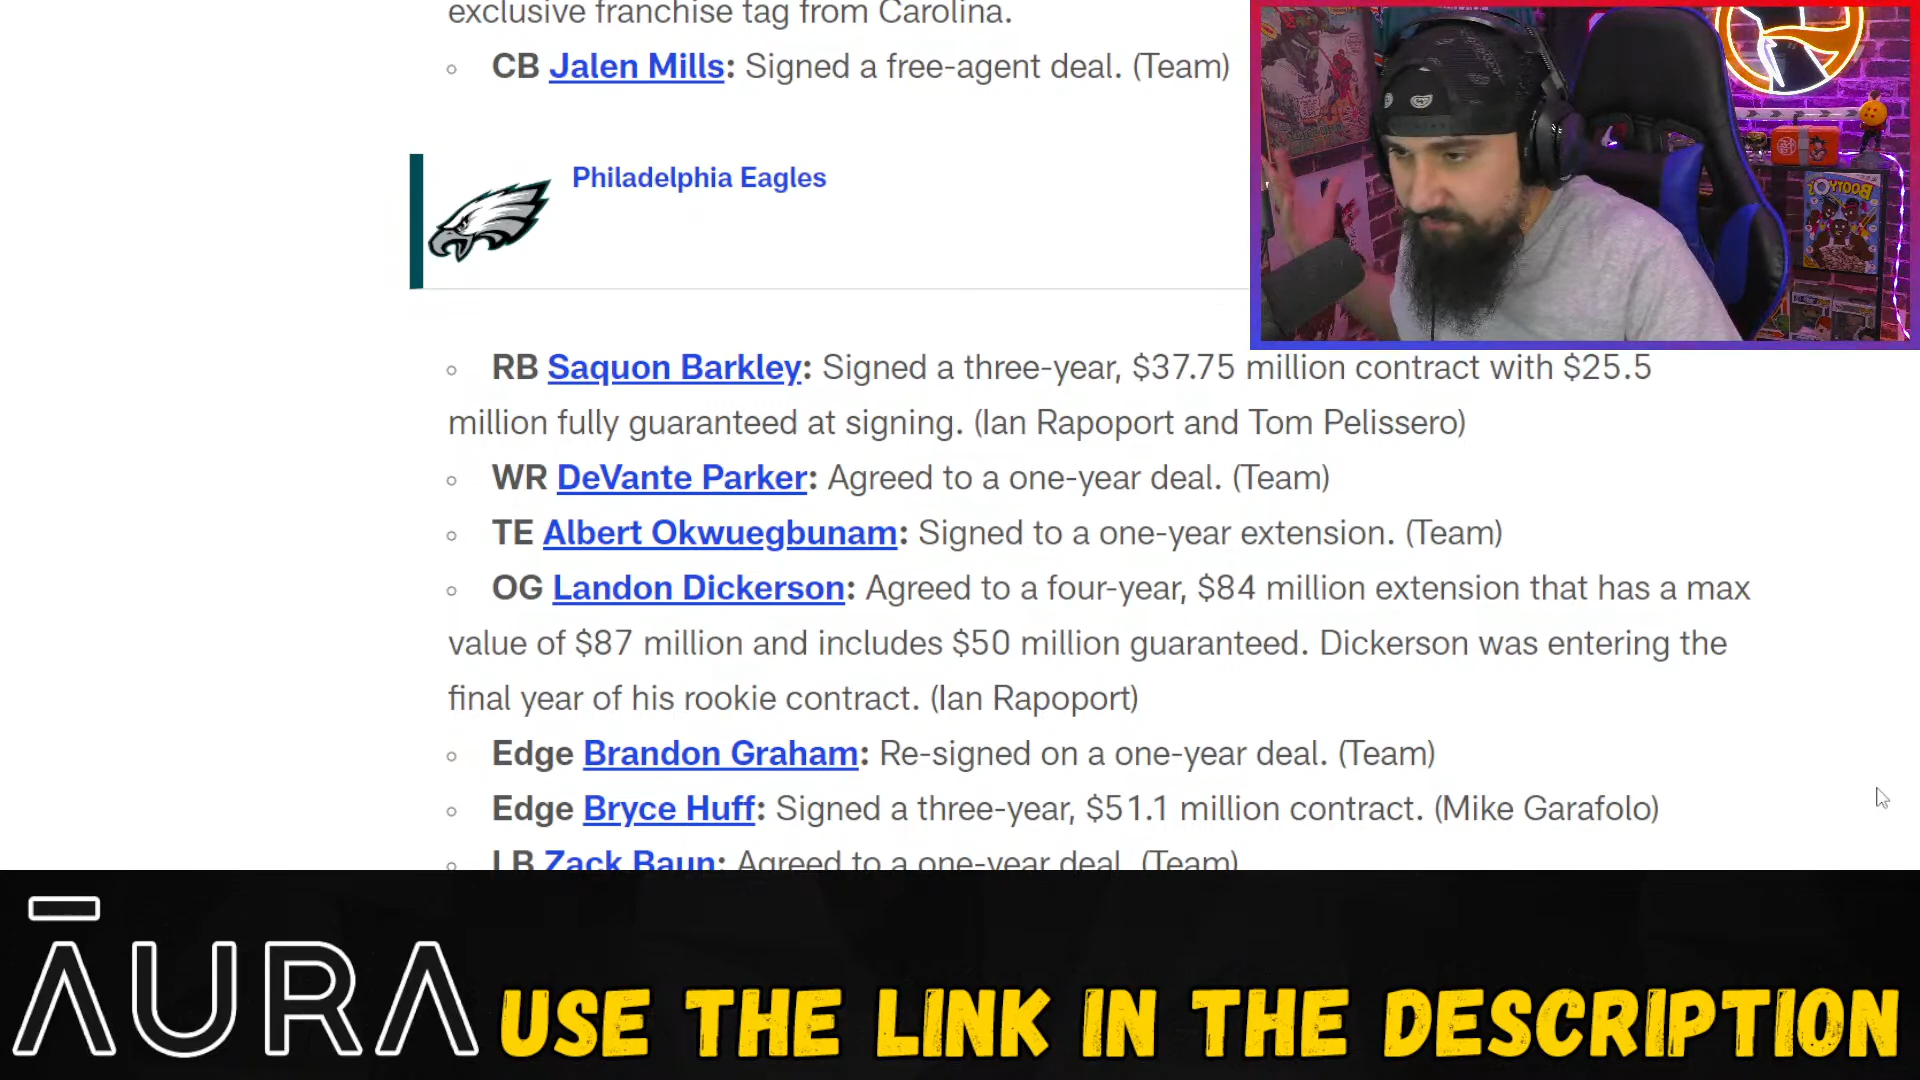 exclusive franchise tag from Carolina.
CB Jalen Mills: Signed a free-agent deal. (Team)
Philadelphia Eagles
RB Saquon Barkley: Signed a three-year, $37.75 million contract with $25.5
million fully guaranteed at signing. (Ian Rapoport and Tom Pelissero)
WR DeVante Parker: Agreed to a one-year deal. (Team)
TE Albert Okwuegbunam: Signed to a one-year extension. (Team)
OG Landon Dickerson: Agreed to a four-year, $84 million extension that has a max
value of $87 million and includes $50 million guaranteed. Dickerson was entering the
final year of his rookie contract. (Ian Rapoport)
Edge Brandon Graham: Re-signed on a one-year deal. (Team)
Edge Bryce Huff: Signed a three-year, $51.1 million contract. (Mike Garafolo)
LB Zack Baun: Agreed to a one-year deal. (Team)
ĀURA USE THE LINK IN THE DESCRIPTION